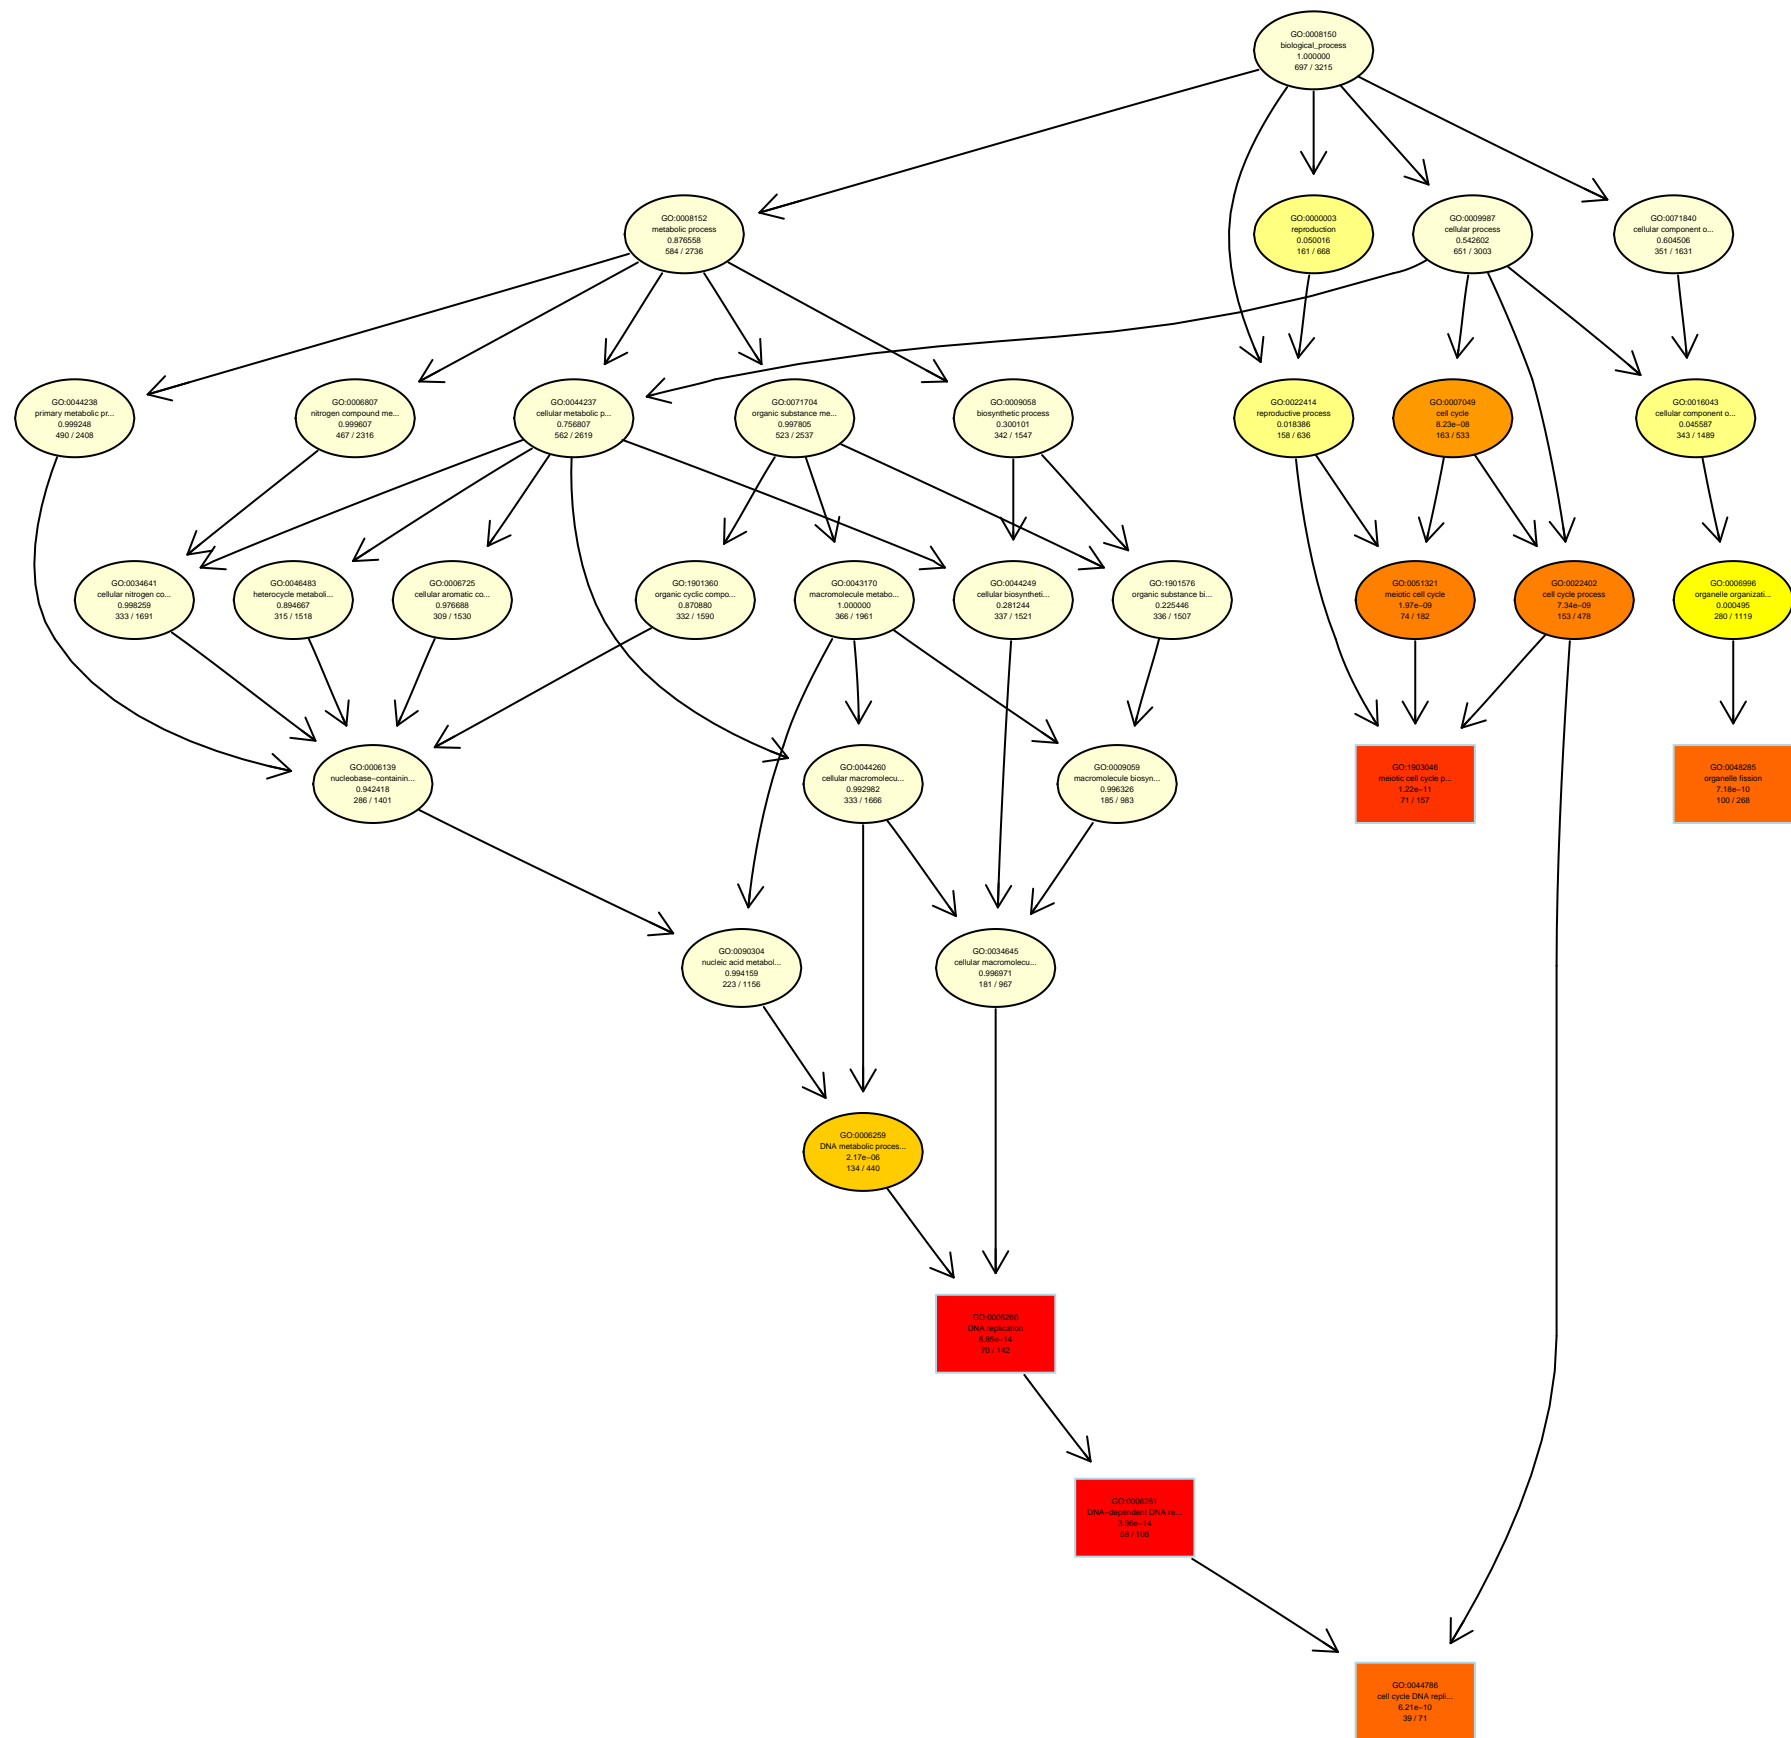 GO:0008150
biological_process
1.000000
697 / 3215
GO:0008152
metabolic process
0.876558
584 / 2736
GO:0000003
reproduction
0.050016
161 / 668
GO:0009987
cellular process
0.542602
651 / 3003
GO:0071840
cellular component o...
0.604506
351 / 1631
GO:0044238
primary metabolic pr...
0.999248
490 / 2408
GO:0006807
nitrogen compound me...
0.999607
467 / 2316
GO:0044237
cellular metabolic p...
0.756807
562 / 2619
GO:0071704
organic substance me...
0.997805
523 / 2537
GO:0009058
biosynthetic process
0.300101
342 / 1547
GO:0022414
reproductive process
0.018386
158 / 636
GO:0007049
cell cycle
8.23e−08
163 / 533
GO:0016043
cellular component o...
0.045587
343 / 1489
GO:0034641
cellular nitrogen co...
0.998259
333 / 1691
GO:0046483
heterocycle metaboli...
0.894667
315 / 1518
GO:0006725
cellular aromatic co...
0.976688
309 / 1530
GO:1901360
organic cyclic compo...
0.870880
332 / 1590
GO:0043170
macromolecule metabo...
1.000000
366 / 1961
GO:0044249
cellular biosyntheti...
0.281244
337 / 1521
GO:1901576
organic substance bi...
0.225446
336 / 1507
GO:0051321
meiotic cell cycle
1.97e−09
74 / 182
GO:0022402
cell cycle process
7.34e−09
153 / 478
GO:0006996
organelle organizati...
0.000495
280 / 1119
GO:0006139
nucleobase−containin...
0.942418
286 / 1401
GO:0044260
cellular macromolecu...
0.992982
333 / 1666
GO:0009059
macromolecule biosyn...
0.996326
185 / 983
GO:1903046
meiotic cell cycle p...
1.22e−11
71 / 157
GO:0048285
organelle fission
7.18e−10
100 / 268
GO:0090304
nucleic acid metabol...
0.994159
223 / 1156
GO:0034645
cellular macromolecu...
0.996971
181 / 967
GO:0006259
DNA metabolic proces...
2.17e−06
134 / 440
GO:0006260
DNA replication
8.85e−14
70 / 142
GO:0006261
DNA−dependent DNA re...
3.96e−14
58 / 106
GO:0044786
cell cycle DNA repli...
6.21e−10
39 / 71